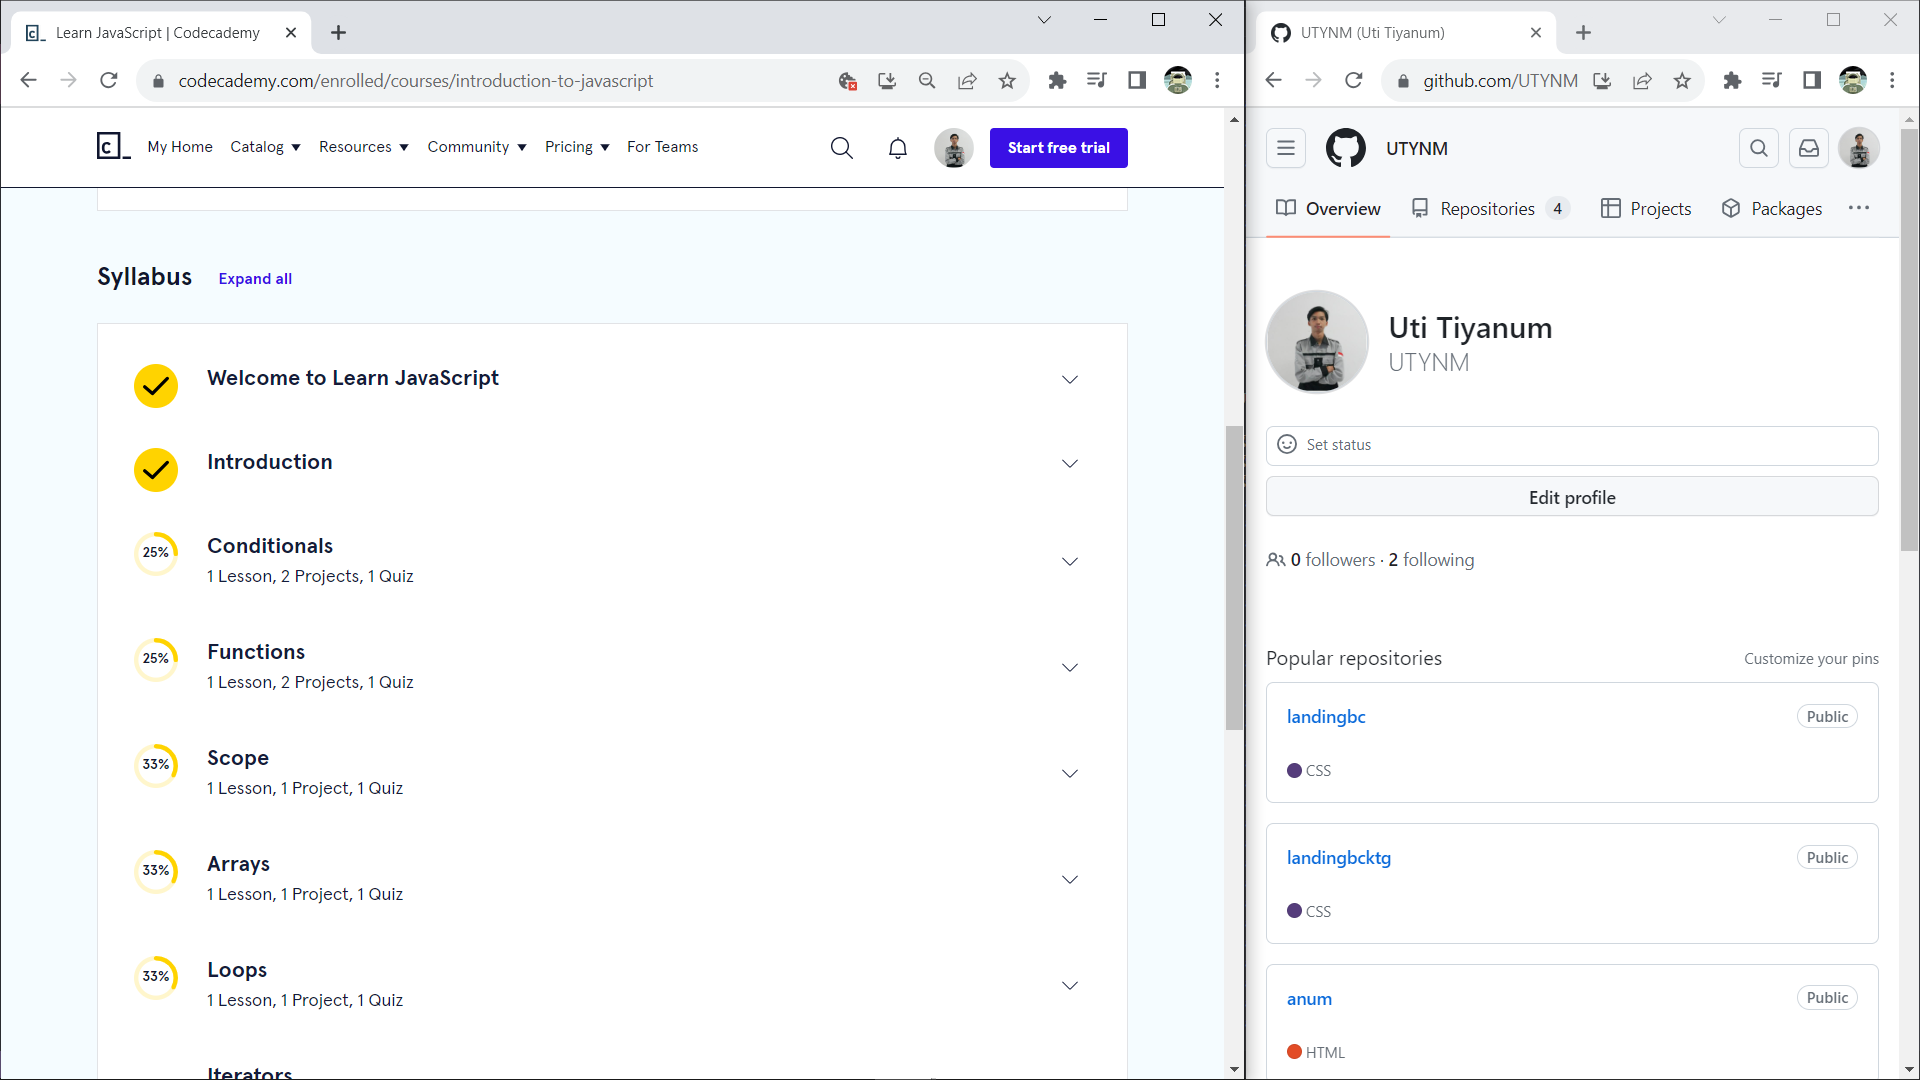 Learn JavaScript | Codecademy
codecademy.com/enrolled/courses/introduction-to-javascript
My Home
Catalog
Resources
Community
Pricing
For Teams
Start free trial
Syllabus
Expand all
Welcome to Learn JavaScript
Introduction
25%
Conditionals
1 Lesson, 2 Projects, 1 Quiz
25%
Functions
1 Lesson, 2 Projects, 1 Quiz
33%
Scope
1 Lesson, 1 Project, 1 Quiz
33%
Arrays
1 Lesson, 1 Project, 1 Quiz
33%
Loops
1 Lesson, 1 Project, 1 Quiz
Iterators
UTYNM (Uti Tiyanum)
github.com/UTYNM
UTYNM
Overview
Repositories 4
Projects
Packages
Uti Tiyanum
UTYNM
Set status
Edit profile
0 followers · 2 following
Popular repositories
Customize your pins
landingbc
Public
CSS
landingbcktg
Public
CSS
anum
Public
HTML